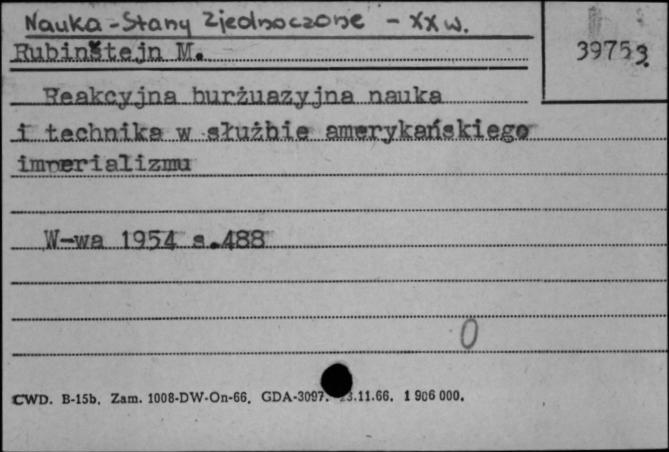 Nauka - Stany Zjednoczone - XX w.
Rubinštejn M.
39753
Reakcyjna burżuazyjna nauka
i technika w służbie amerykańskiego
imperializmu
W-wa 1954 s.488
0
CWD. B-15b. Zam. 1008-DW-On-66. GDA-3097. 23.11.66. 1 906 000.